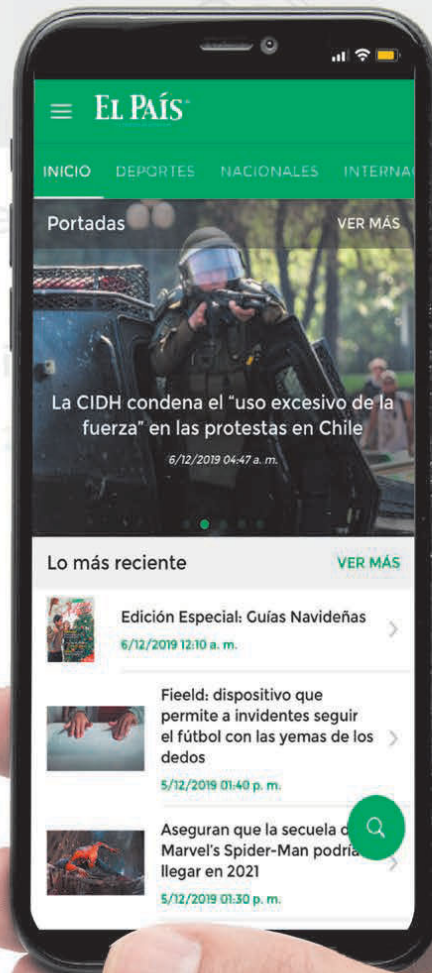 EL PAÍS
INICIO DEPORTES NACIONALES INTERNA
Portadas VER MÁS
La CIDH condena el “uso excesivo de la
fuerza” en las protestas en Chile
6/12/2019 04:47 a. m.
Lo más reciente VER MÁS
Edición Especial: Guías Navideñas
6/12/2019 12:10 a. m.
Fieeld: dispositivo que
permite a invidentes seguir
el fútbol con las yemas de los
dedos
5/12/2019 01:40 p. m.
Aseguran que la secuela d
Marvel's Spider-Man podría
llegar en 2021
5/12/2019 01:30 p. m.